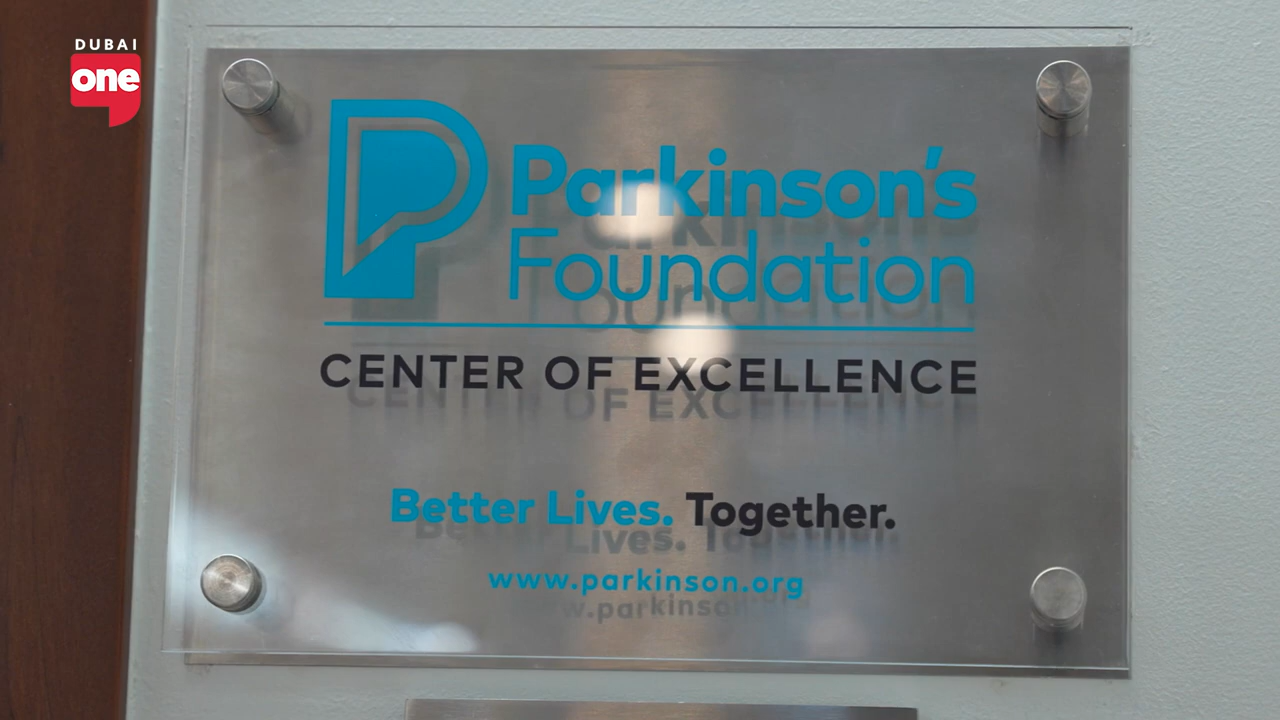 DUBAI
one
Parkinson's
Foundation
CENTER OF EXCELLENCE
Better Lives. Together.
www.parkinson.org